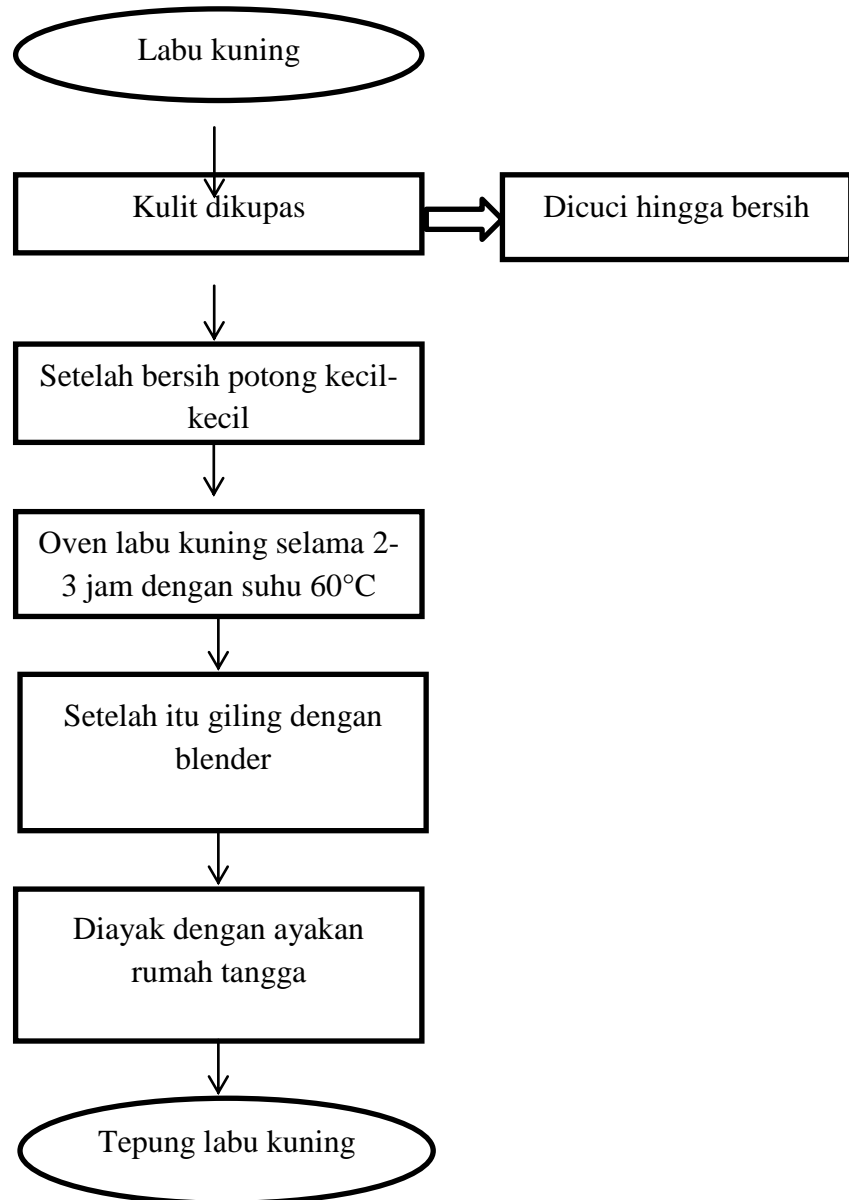 Labu kuning
Kulit dikupas
Dicuci hingga bersih
Setelah bersih potong kecil-
kecil
Oven labu kuning selama 2-
3 jam dengan suhu 60°C
Setelah itu giling dengan
blender
Diayak dengan ayakan
rumah tangga
Tepung labu kuning